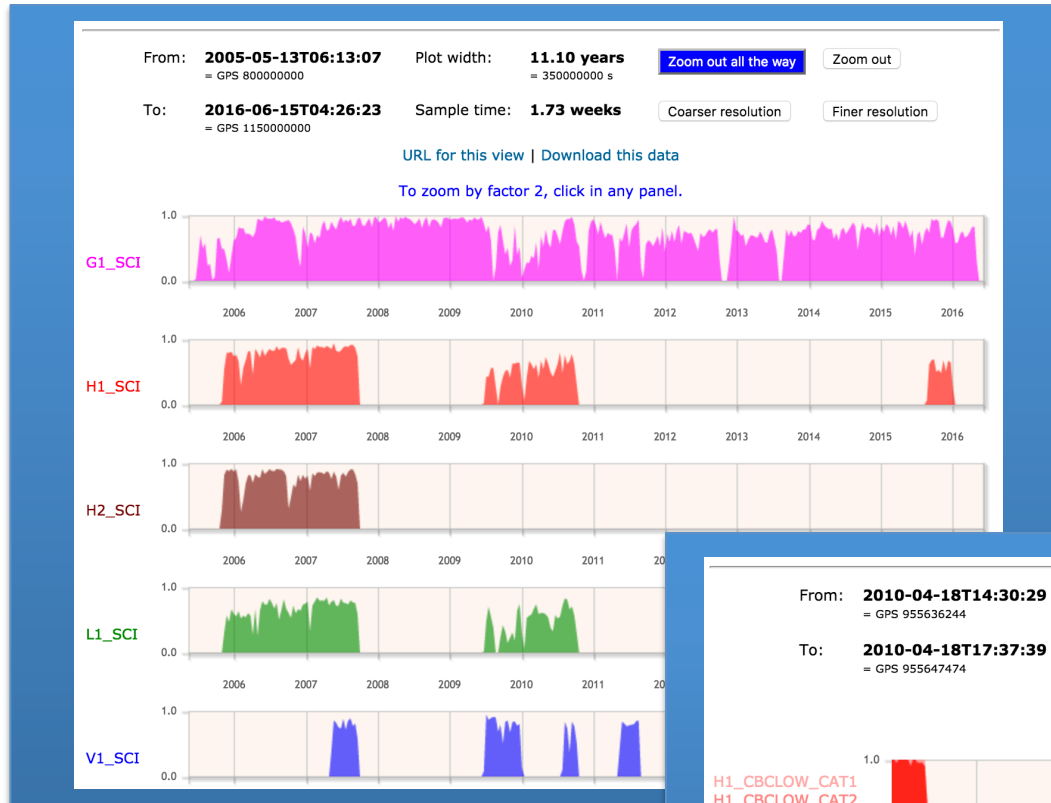 From: 2005-05-13T06:13:07 Plot width: 11.10 years Zoom out all the way Zoom out
= GPS 800000000 = 350000000 s
To: 2016-06-15T04:26:23 Sample time: 1.73 weeks Coarser resolution Finer resolution
= GPS 1150000000
URL for this view | Download this data
To zoom by factor 2, click in any panel.
1.0
G1_SCI
0.0
2006 2007 2008 2009 2010 2011 2012 2013 2014 2015 2016
1.0
H1_SCI
0.0
2006 2007 2008 2009 2010 2011 2012 2013 2014 2015 2016
1.0
H2_SCI
0.0
2006 2007 2008 2009 2010 2011 20
1.0
L1_SCI
0.0
2006 2007 2008 2009 2010 2011 20
1.0
V1_SCI
0.0
From: 2010-04-18T14:30:29
= GPS 955636244
To: 2010-04-18T17:37:39
= GPS 955647474
1.0
H1_CBCLOW_CAT1
H1_CBCLOW_CAT2